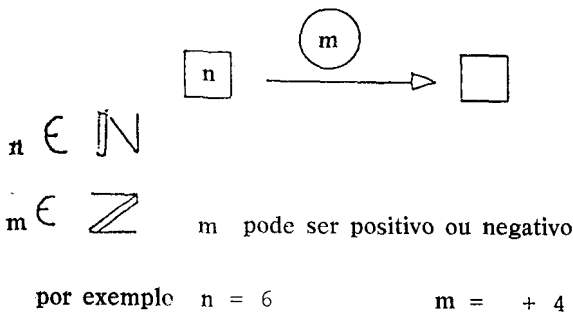 m
n
n ∈ ℕ
m ∈ ℤ m pode ser positivo ou negativo
por exemplo n = 6 m = + 4